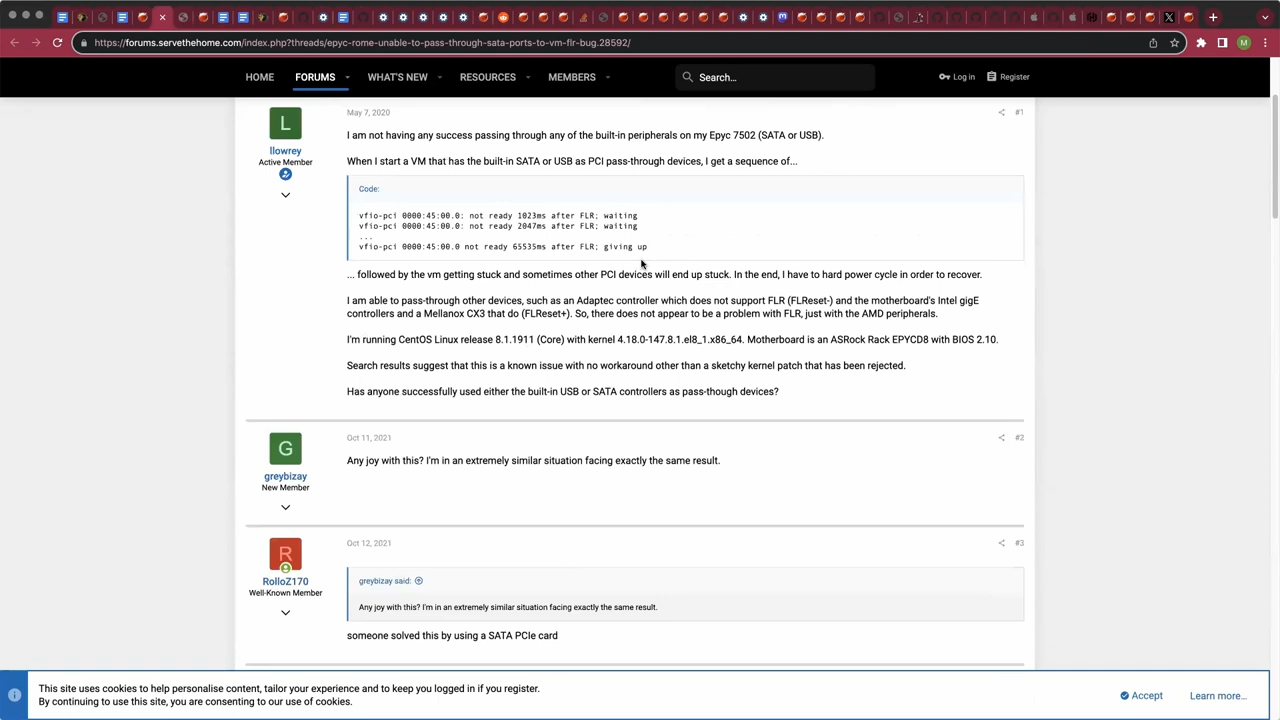 https://forums.servethehome.com/index.php?threads/epyc-rome-unable-to-pass-through-sata-ports-to-vm-flr-bug.28592/
M
HOME
FORUMS
WHAT'S NEW
RESOURCES
MEMBERS
Search…
Log in
Register
May 7, 2020
#1
L
llowrey
Active Member
I am not having any success passing through any of the built-in peripherals on my Epyc 7502 (SATA or USB).
When I start a VM that has the built-in SATA or USB as PCI pass-through devices, I get a sequence of...
Code:
vfio-pci 0000:45:00.0: not ready 1023ms after FLR; waiting
vfio-pci 0000:45:00.0: not ready 2047ms after FLR; waiting
...
vfio-pci 0000:45:00.0 not ready 65535ms after FLR; giving up
... followed by the vm getting stuck and sometimes other PCI devices will end up stuck. In the end, I have to hard power cycle in order to recover.
I am able to pass-through other devices, such as an Adaptec controller which does not support FLR (FLReset-) and the motherboard's Intel gigE
controllers and a Mellanox CX3 that do (FLReset+). So, there does not appear to be a problem with FLR, just with the AMD peripherals.
I'm running CentOS Linux release 8.1.1911 (Core) with kernel 4.18.0-147.8.1.el8_1.x86_64. Motherboard is an ASRock Rack EPYCD8 with BIOS 2.10.
Search results suggest that this is a known issue with no workaround other than a sketchy kernel patch that has been rejected.
Has anyone successfully used either the built-in USB or SATA controllers as pass-though devices?
Oct 11, 2021
#2
G
greybizay
New Member
Any joy with this? I'm in an extremely similar situation facing exactly the same result.
Oct 12, 2021
#3
R
RolloZ170
Well-Known Member
greybizay said:
Any joy with this? I'm in an extremely similar situation facing exactly the same result.
someone solved this by using a SATA PCIe card
This site uses cookies to help personalise content, tailor your experience and to keep you logged in if you register.
By continuing to use this site, you are consenting to our use of cookies.
Accept
Learn more…